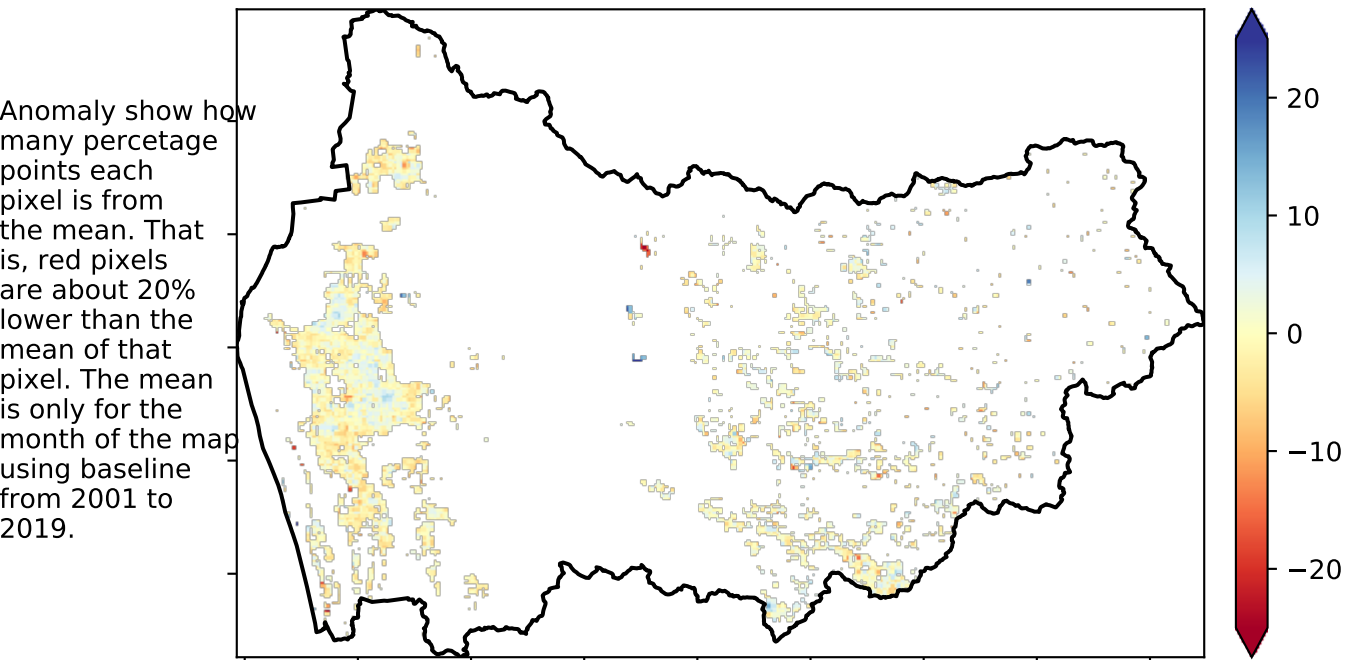 Anomaly show how
many percetage
points each
pixel is from
the mean. That
is, red pixels
are about 20%
lower than the
mean of that
pixel. The mean
is only for the
month of the map
using baseline
from 2001 to
2019.
20
10
0
−10
−20